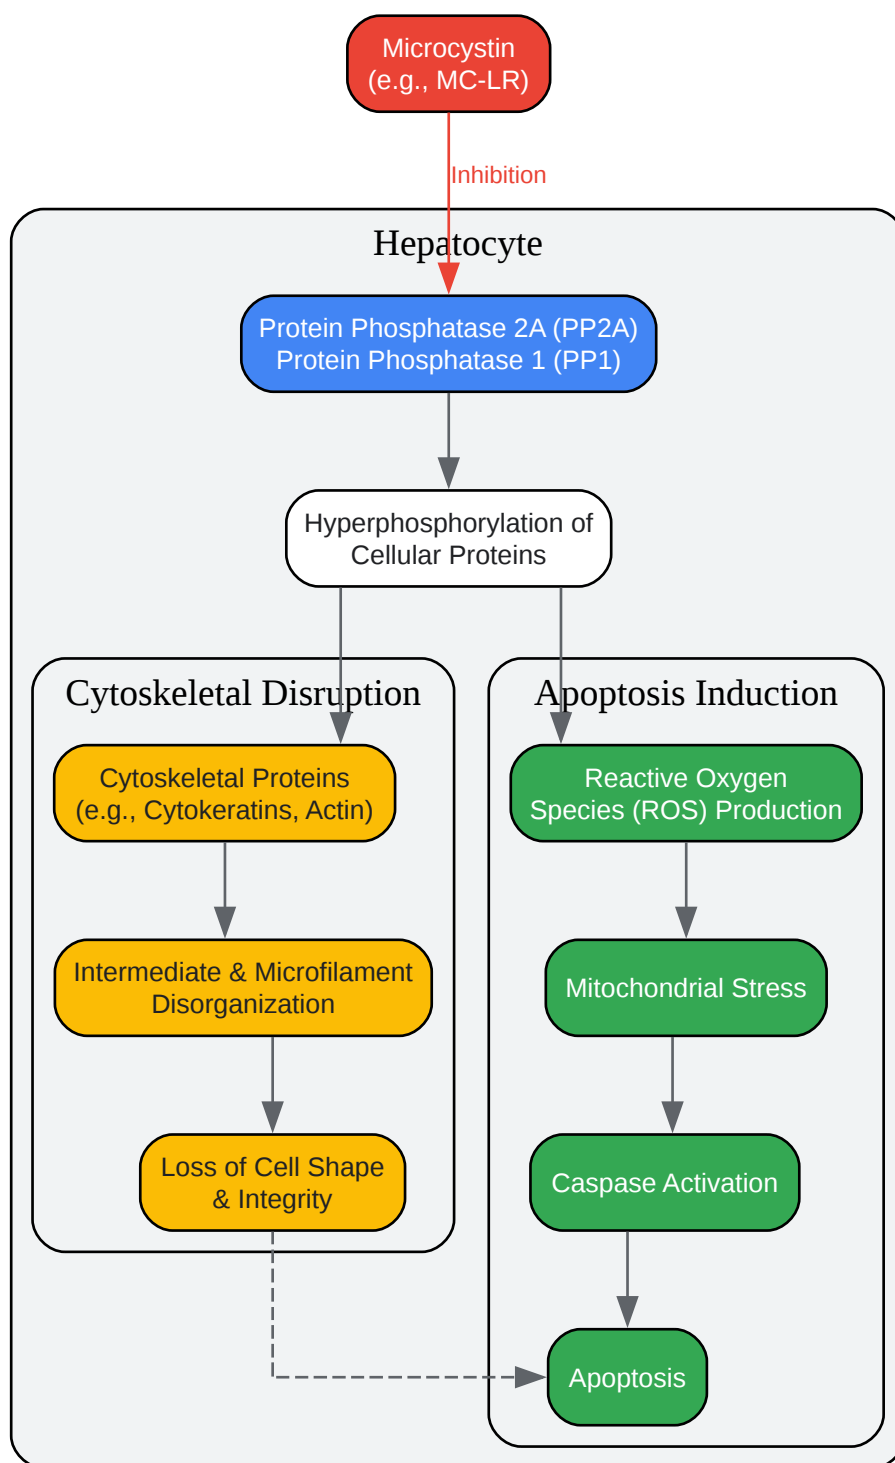 Microcystin
(e.g., MC-LR)
Inhibition
Hepatocyte
Protein Phosphatase 2A (PP2A)
Protein Phosphatase 1 (PP1)
Hyperphosphorylation of
Cellular Proteins
Cytoskeletal Disruption
Cytoskeletal Proteins
(e.g., Cytokeratins, Actin)
Intermediate & Microfilament
Disorganization
Loss of Cell Shape
& Integrity
Apoptosis Induction
Reactive Oxygen
Species (ROS) Production
Mitochondrial Stress
Caspase Activation
Apoptosis